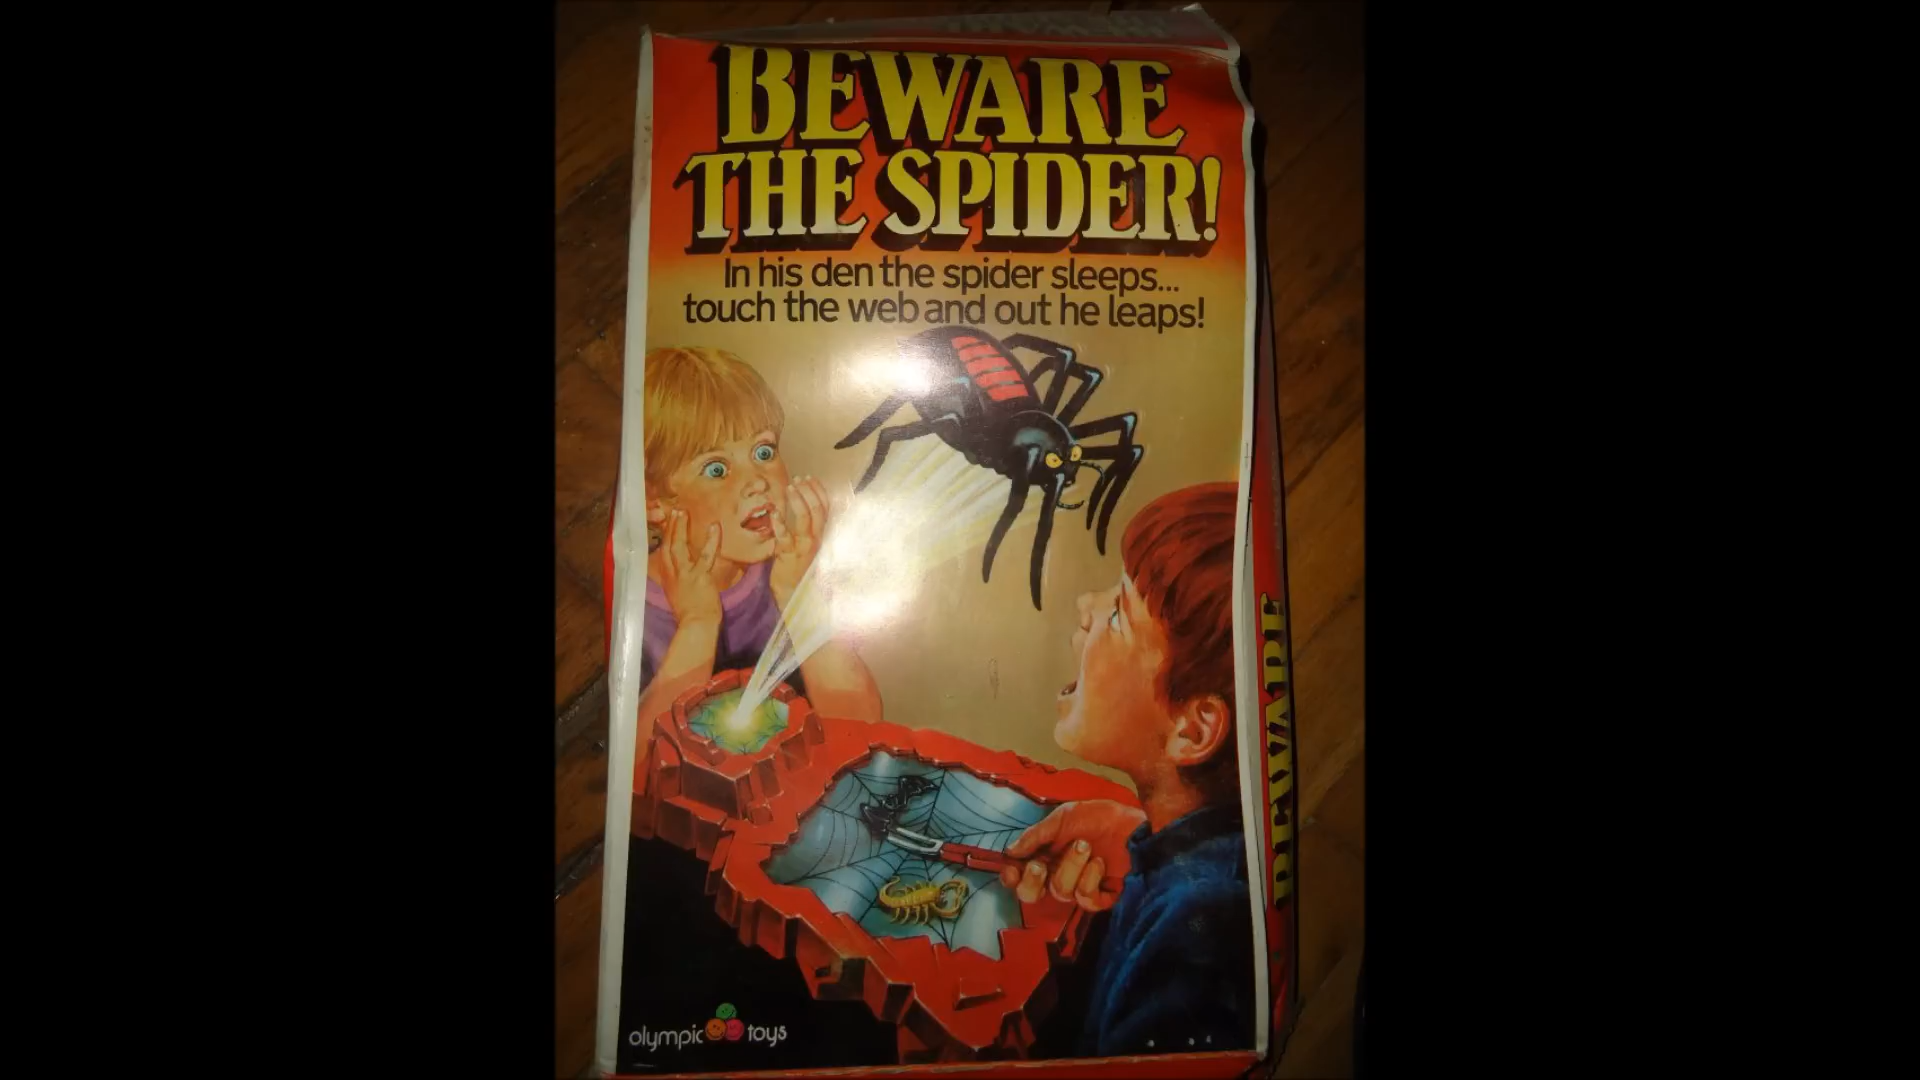 BEWARE
THE SPIDER!
In his den the spider sleeps...
touch the web and out he leaps!
BEWARE
olympic toys